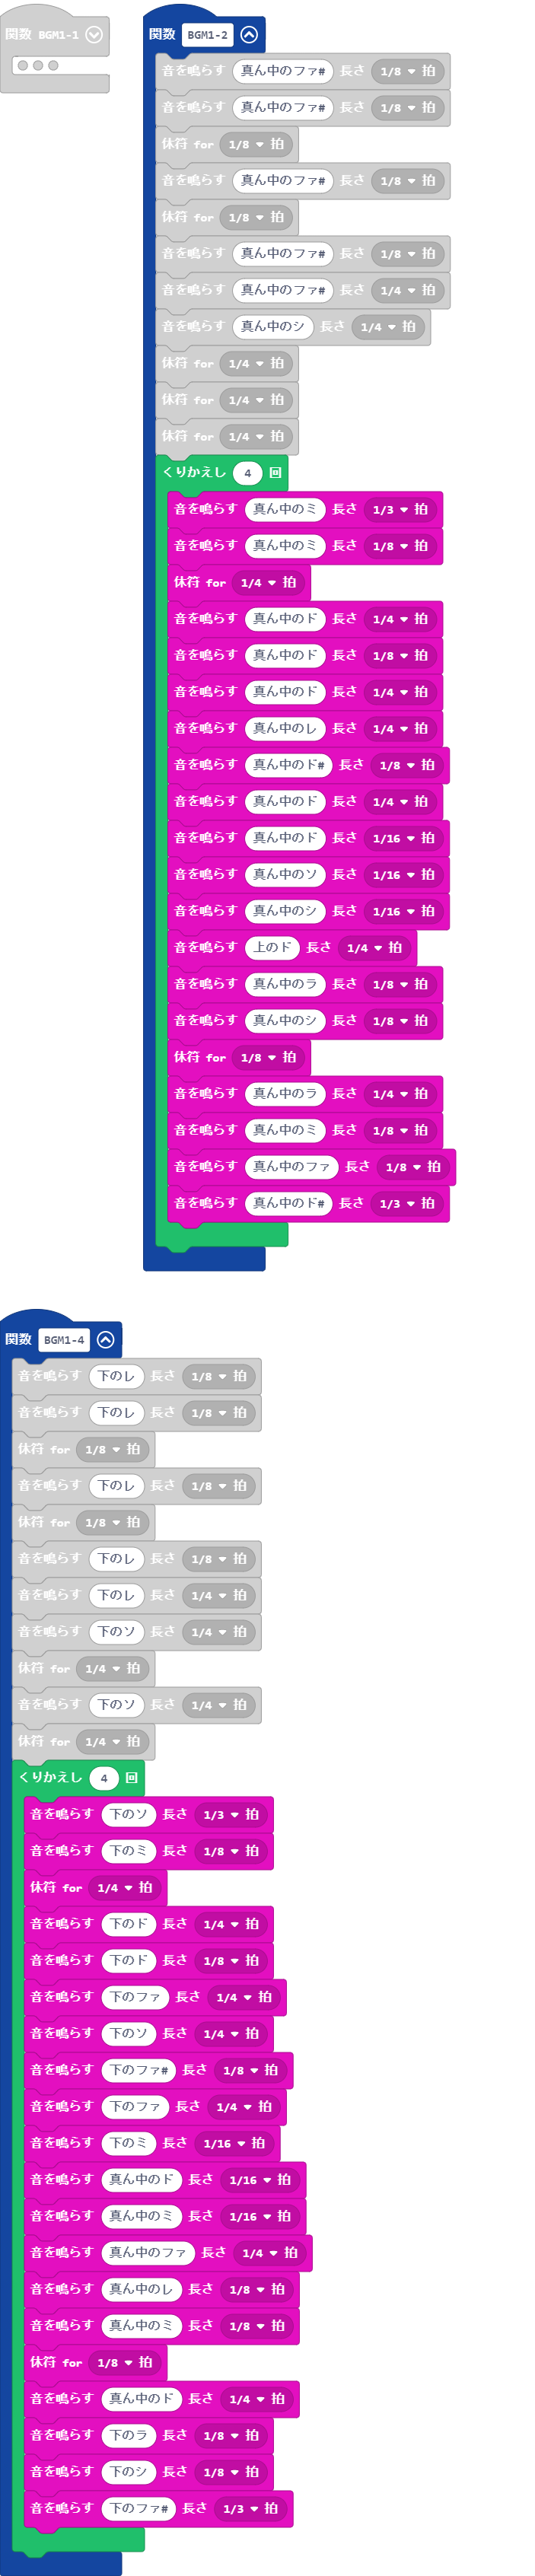 関数 BGM1-1
関数 BGM1-2
音を鳴らす 真ん中のファ# 長さ 1/8 拍
音を鳴らす 真ん中のファ# 長さ 1/8 拍
休符 for 1/8 拍
音を鳴らす 真ん中のファ# 長さ 1/8 拍
休符 for 1/8 拍
音を鳴らす 真ん中のファ# 長さ 1/8 拍
音を鳴らす 真ん中のファ# 長さ 1/4 拍
音を鳴らす 真ん中のシ 長さ 1/4 拍
休符 for 1/4 拍
休符 for 1/4 拍
休符 for 1/4 拍
くりかえし 4 回
音を鳴らす 真ん中のミ 長さ 1/3 拍
音を鳴らす 真ん中のミ 長さ 1/8 拍
休符 for 1/4 拍
音を鳴らす 真ん中のド 長さ 1/4 拍
音を鳴らす 真ん中のド 長さ 1/8 拍
音を鳴らす 真ん中のド 長さ 1/4 拍
音を鳴らす 真ん中のレ 長さ 1/4 拍
音を鳴らす 真ん中のド# 長さ 1/8 拍
音を鳴らす 真ん中のド 長さ 1/4 拍
音を鳴らす 真ん中のド 長さ 1/16 拍
音を鳴らす 真ん中のソ 長さ 1/16 拍
音を鳴らす 真ん中のシ 長さ 1/16 拍
音を鳴らす 上のド 長さ 1/4 拍
音を鳴らす 真ん中のラ 長さ 1/8 拍
音を鳴らす 真ん中のシ 長さ 1/8 拍
休符 for 1/8 拍
音を鳴らす 真ん中のラ 長さ 1/4 拍
音を鳴らす 真ん中のミ 長さ 1/8 拍
音を鳴らす 真ん中のファ 長さ 1/8 拍
音を鳴らす 真ん中のド# 長さ 1/3 拍
関数 BGM1-4
音を鳴らす 下のレ 長さ 1/8 拍
音を鳴らす 下のレ 長さ 1/8 拍
休符 for 1/8 拍
音を鳴らす 下のレ 長さ 1/8 拍
休符 for 1/8 拍
音を鳴らす 下のレ 長さ 1/8 拍
音を鳴らす 下のレ 長さ 1/4 拍
音を鳴らす 下のソ 長さ 1/4 拍
休符 for 1/4 拍
音を鳴らす 下のソ 長さ 1/4 拍
休符 for 1/4 拍
くりかえし 4 回
音を鳴らす 下のソ 長さ 1/3 拍
音を鳴らす 下のミ 長さ 1/8 拍
休符 for 1/4 拍
音を鳴らす 下のド 長さ 1/4 拍
音を鳴らす 下のド 長さ 1/8 拍
音を鳴らす 下のファ 長さ 1/4 拍
音を鳴らす 下のソ 長さ 1/4 拍
音を鳴らす 下のファ# 長さ 1/8 拍
音を鳴らす 下のファ 長さ 1/4 拍
音を鳴らす 下のミ 長さ 1/16 拍
音を鳴らす 真ん中のド 長さ 1/16 拍
音を鳴らす 真ん中のミ 長さ 1/16 拍
音を鳴らす 真ん中のファ 長さ 1/4 拍
音を鳴らす 真ん中のレ 長さ 1/8 拍
音を鳴らす 真ん中のミ 長さ 1/8 拍
休符 for 1/8 拍
音を鳴らす 真ん中のド 長さ 1/4 拍
音を鳴らす 下のラ 長さ 1/8 拍
音を鳴らす 下のシ 長さ 1/8 拍
音を鳴らす 下のファ# 長さ 1/3 拍